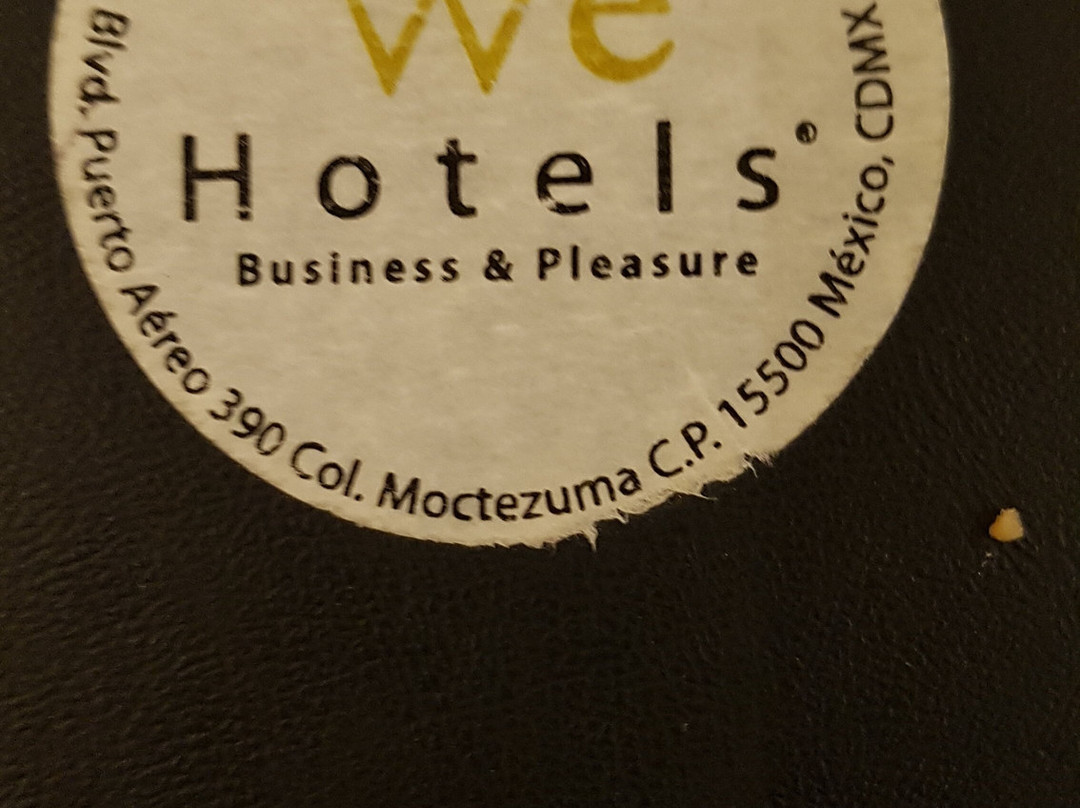 We
Hotels®
Business & Pleasure
Blvd. Puerto Aéreo 390 Col. Moctezuma C.P. 15500 México, CDMX